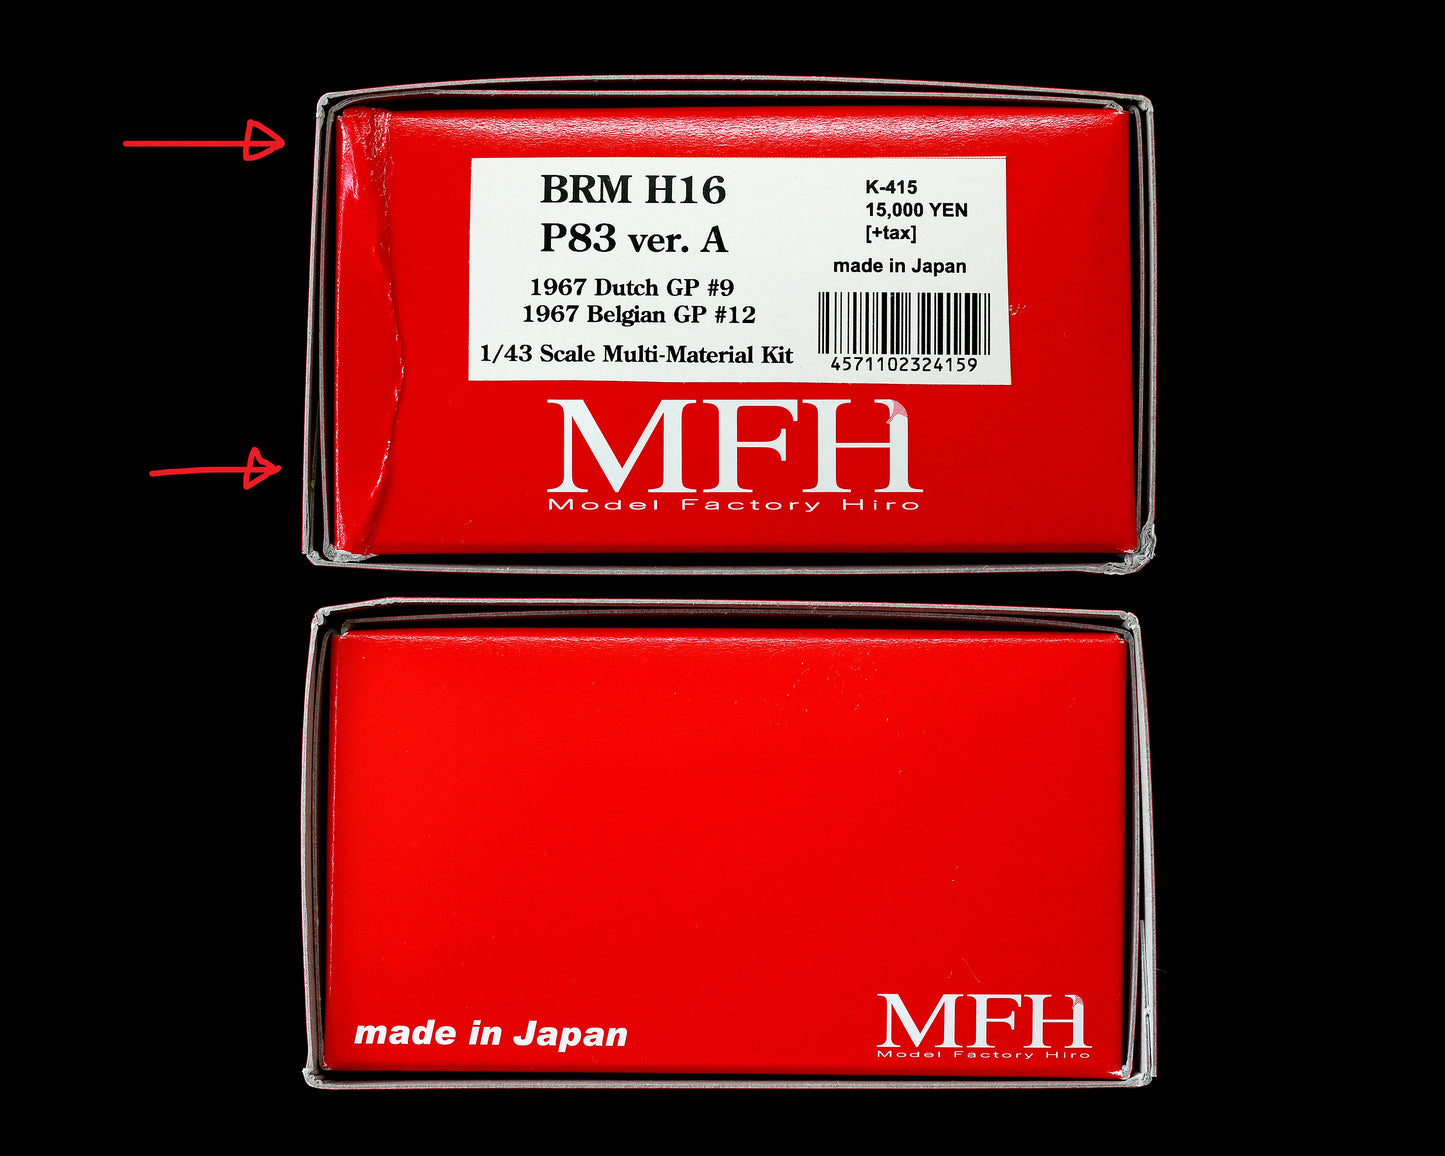 BRM H16
P83 ver. A
1967 Dutch GP #9
1967 Belgian GP #12
1/43 Scale Multi-Material Kit
K-415
15,000 YEN
[+tax]
made in Japan
4571102324159
MFH
Model Factory Hiro
made in Japan
MFH
Model Factory Hiro